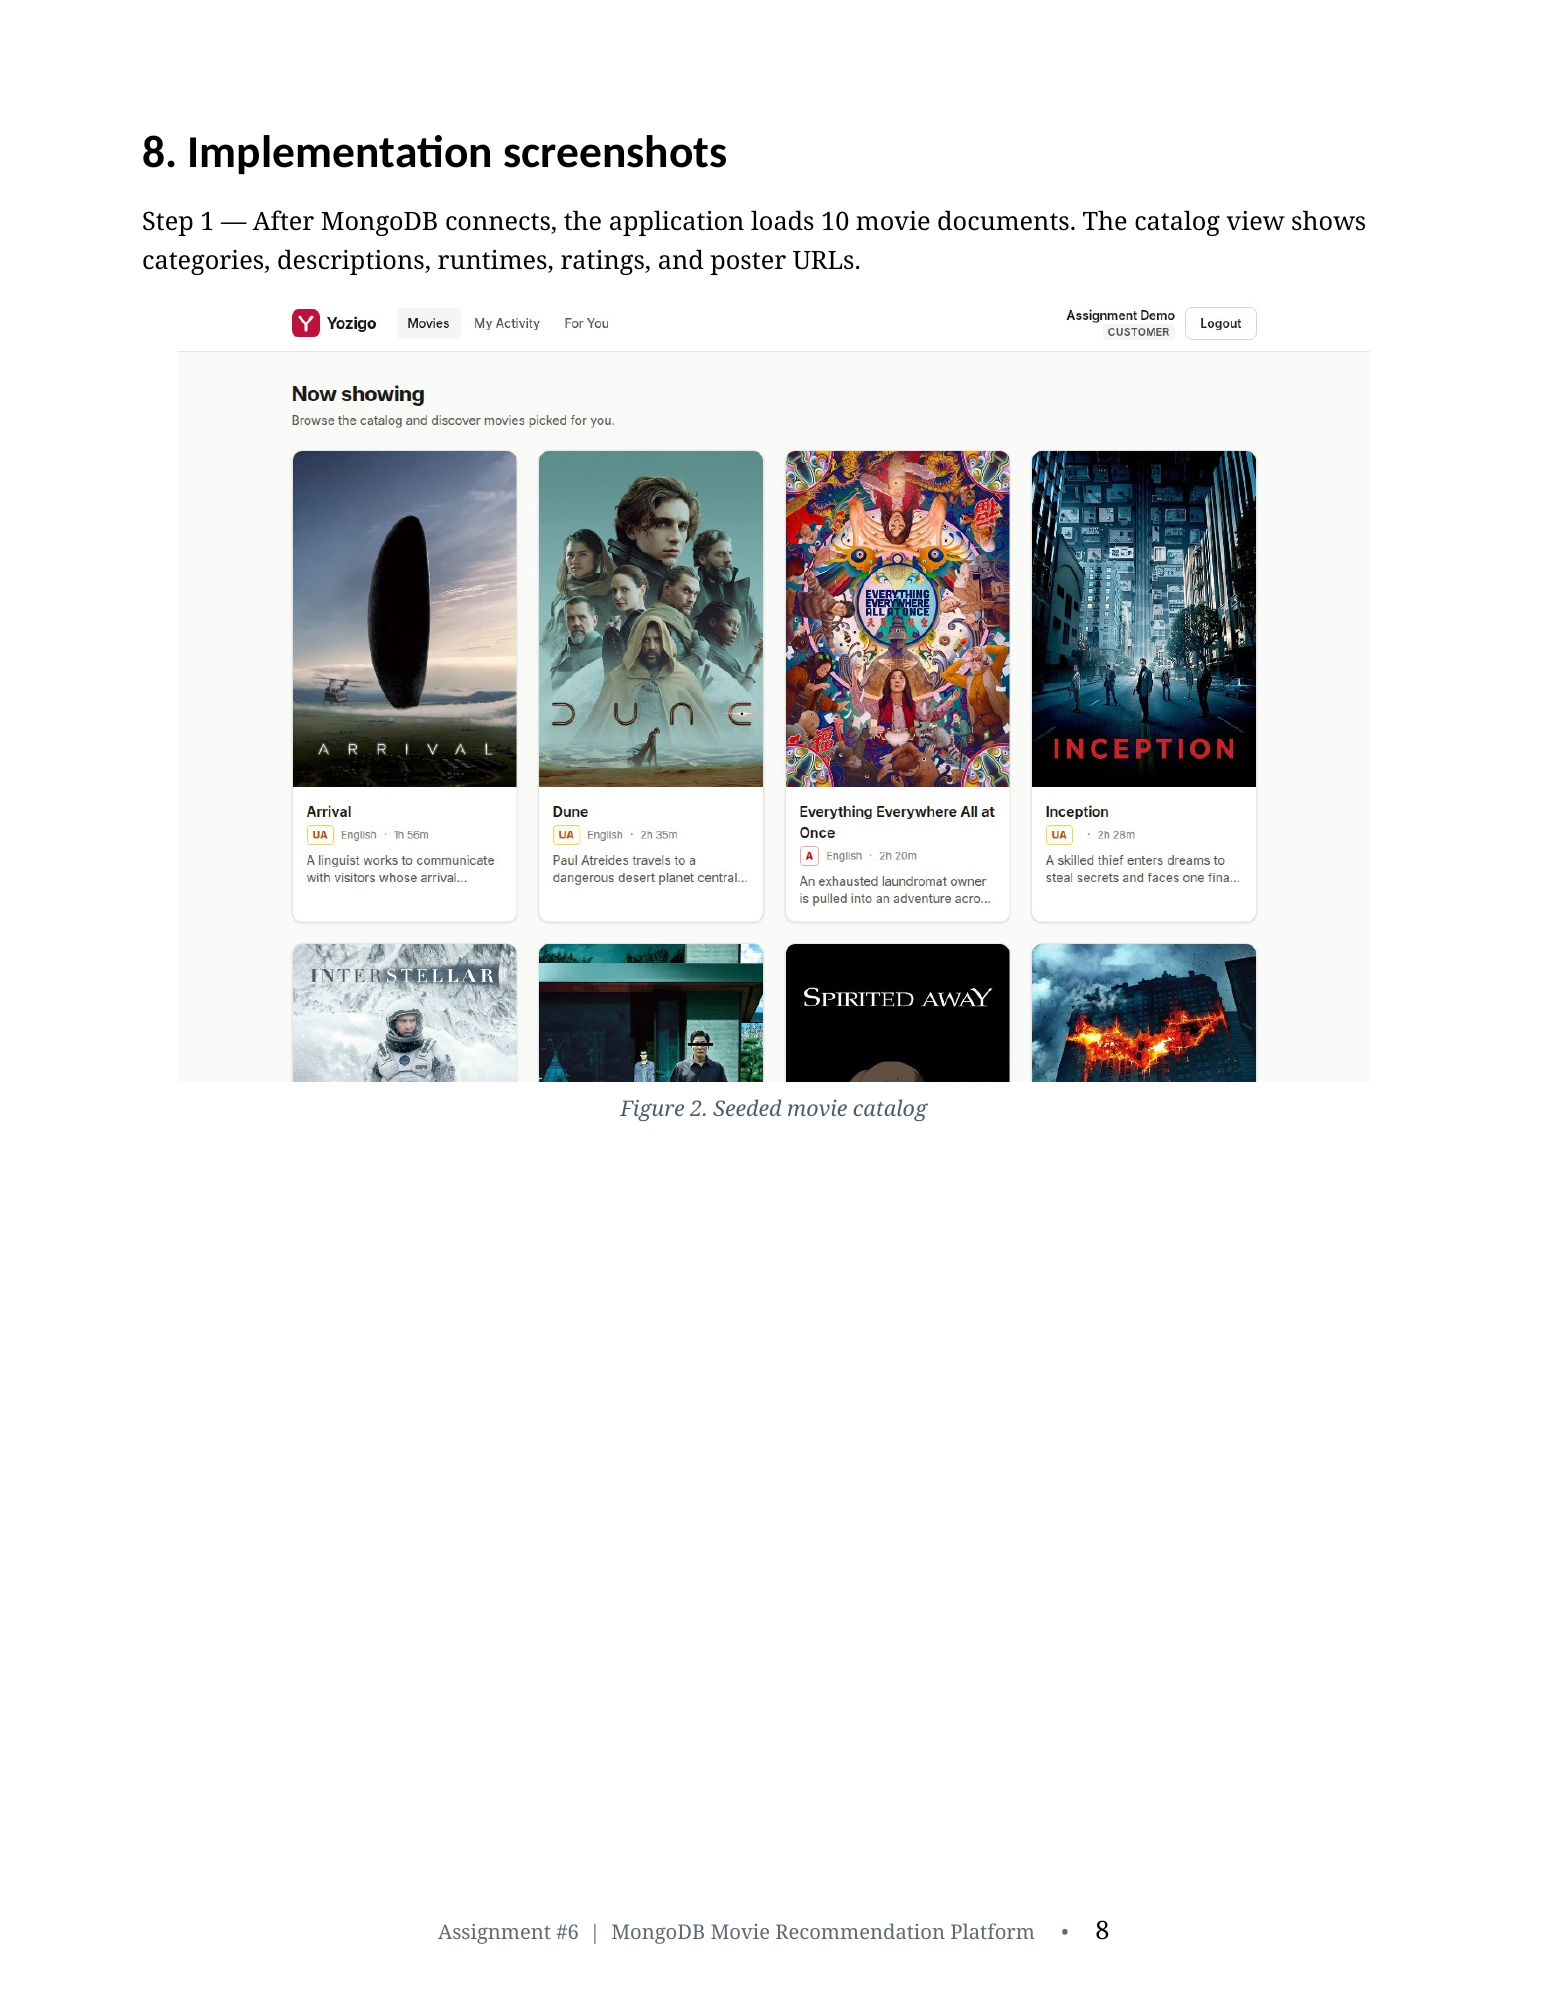 8. Implementation screenshots
Step 1 — After MongoDB connects, the application loads 10 movie documents. The catalog view shows
categories, descriptions, runtimes, ratings, and poster URLs.
Y Yozigo Movies My Activity For You Assignment Demo Logout
CUSTOMER
Now showing
Browse the catalog and discover movies picked for you.
ARRIVAL
DUNE
EVERYTHING
EVERYWHERE
ALL AT ONCE
福
INCEPTION
Arrival
UA English · 1h 56m
A linguist works to communicate
with visitors whose arrival...
Dune
UA English · 2h 35m
Paul Atreides travels to a
dangerous desert planet central...
Everything Everywhere All at
Once
A English · 2h 20m
An exhausted laundromat owner
is pulled into an adventure acro...
Inception
UA · 2h 28m
A skilled thief enters dreams to
steal secrets and faces one fina...
INTERSTELLAR
SPIRITED AWAY
Figure 2. Seeded movie catalog
Assignment #6 | MongoDB Movie Recommendation Platform • 8